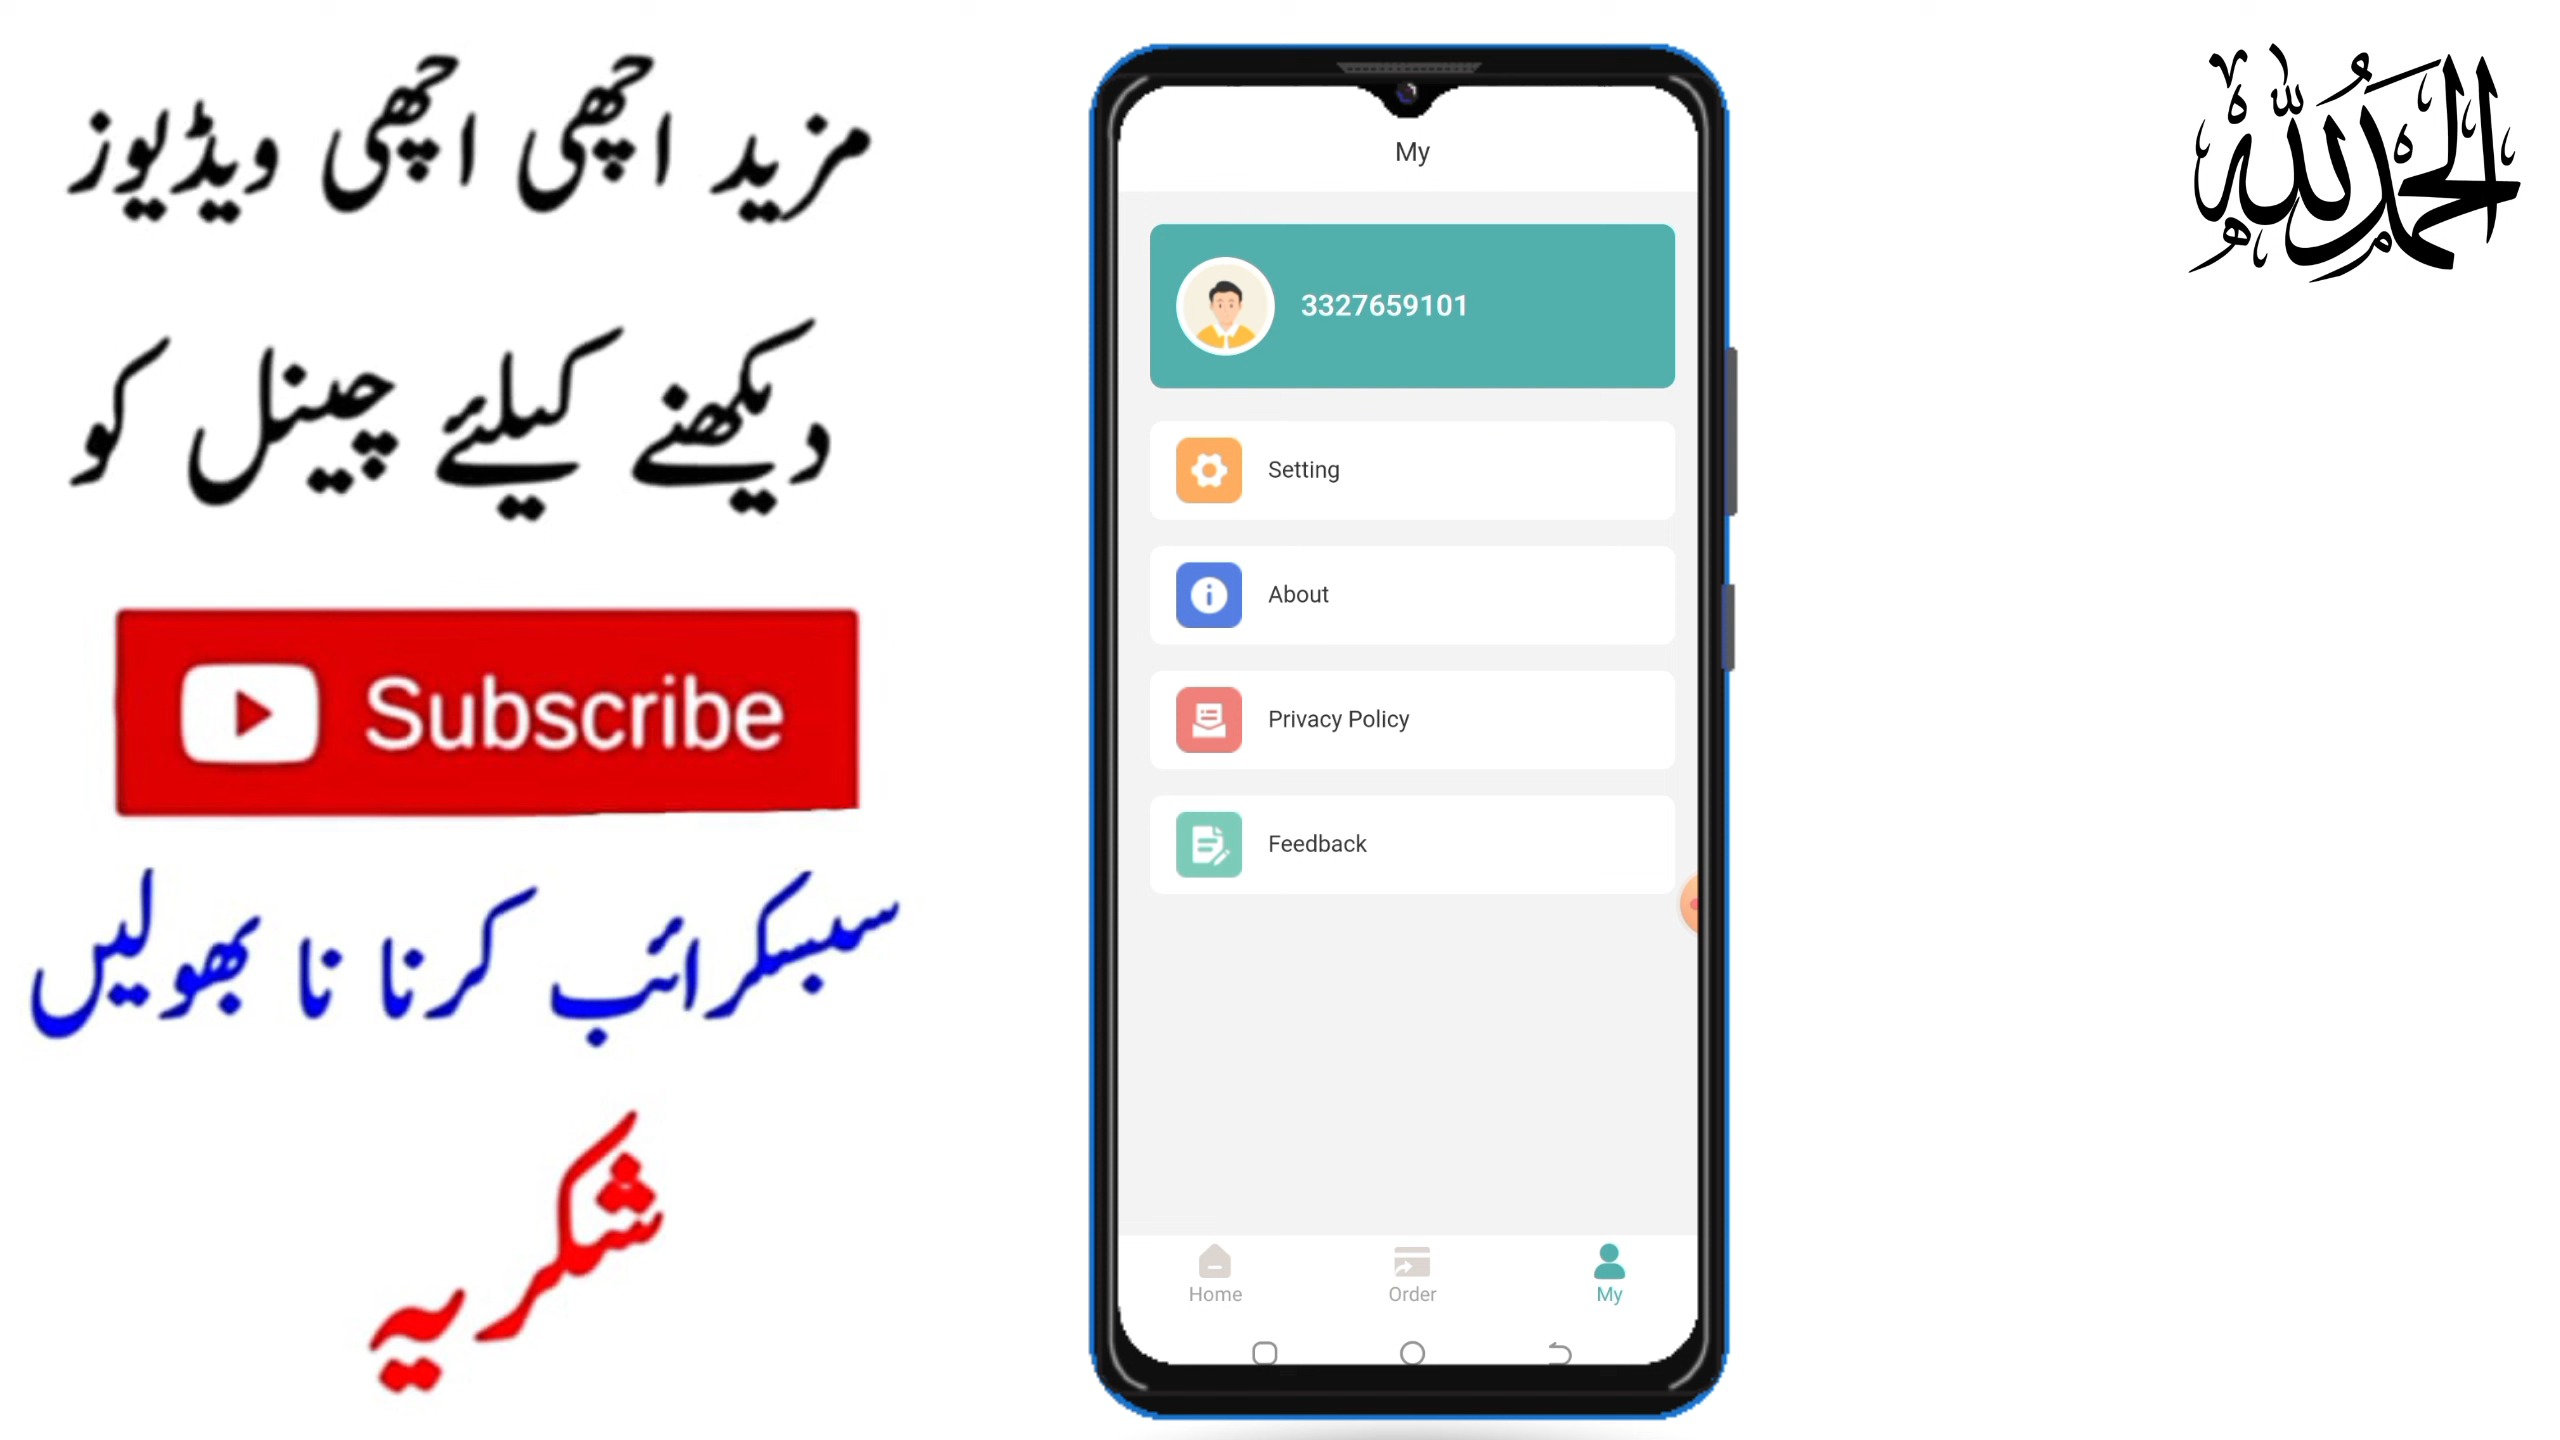 مزید اچھی اچھی ویڈیوز
دیکھنے کیلئے چینل کو
Subscribe
سبسکرائب کرنا نا بھولیں
شکریہ
My
3327659101
Setting
About
Privacy Policy
Feedback
Home
Order
My
الحمدللہ